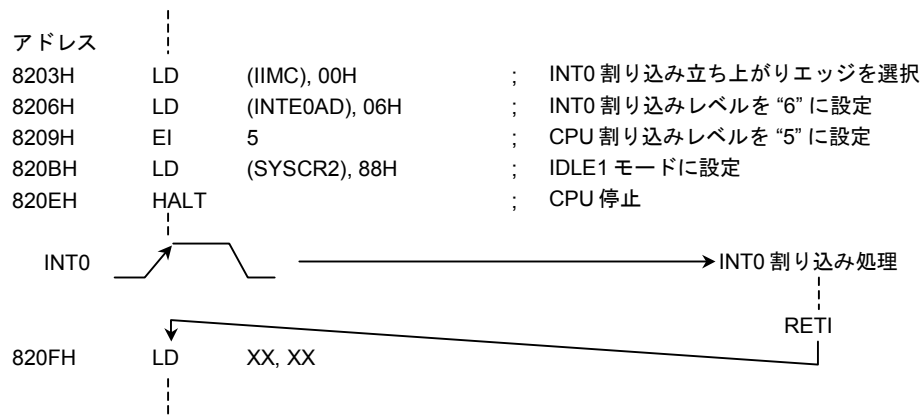 アドレス
8203H LD (IIMC), 00H ; INT0 割り込み立ち上がりエッジを選択
8206H LD (INTE0AD), 06H ; INT0 割り込みレベルを “6” に設定
8209H EI 5 ; CPU 割り込みレベルを “5” に設定
820BH LD (SYSCR2), 88H ; IDLE1 モードに設定
820EH HALT ; CPU 停止
INT0 INT0 割り込み処理
RETI
820FH LD XX, XX